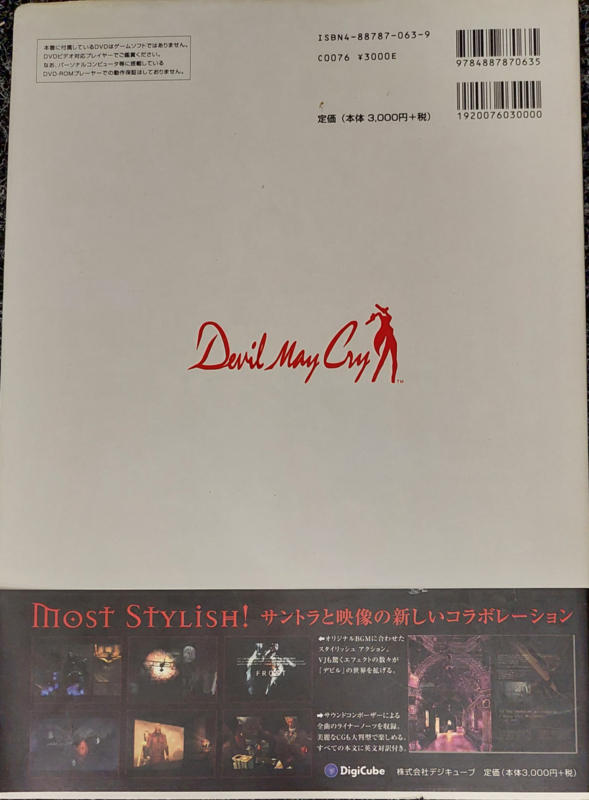 本書に付属しているDVDはゲームソフトではありません。
DVDビデオ対応プレイヤーでご鑑賞ください。
なお、パーソナルコンピュータ等に搭載している
DVD-ROMプレーヤーでの動作保証はしておりません。
ISBN4-88787-063-9
C0076 ¥3000E
9784887870635
定価（本体 3,000円+税）
1920076030000
Devil May Cry
TM
MOST STYLISH! サントラと映像の新しいコラボレーション
←オリジナルBGMに合わせた
スタイリッシュ アクション。
VJも驚くエフェクトの数々が
「デビル」の世界を拡げる。
FROST
←サウンドコンポーザーによる
全曲のライナーノーツを収録。
美麗なCGも大判型で楽しめる。
すべての本文に英文対訳付き。
DigiCube 株式会社デジキューブ 定価（本体3,000円+税）